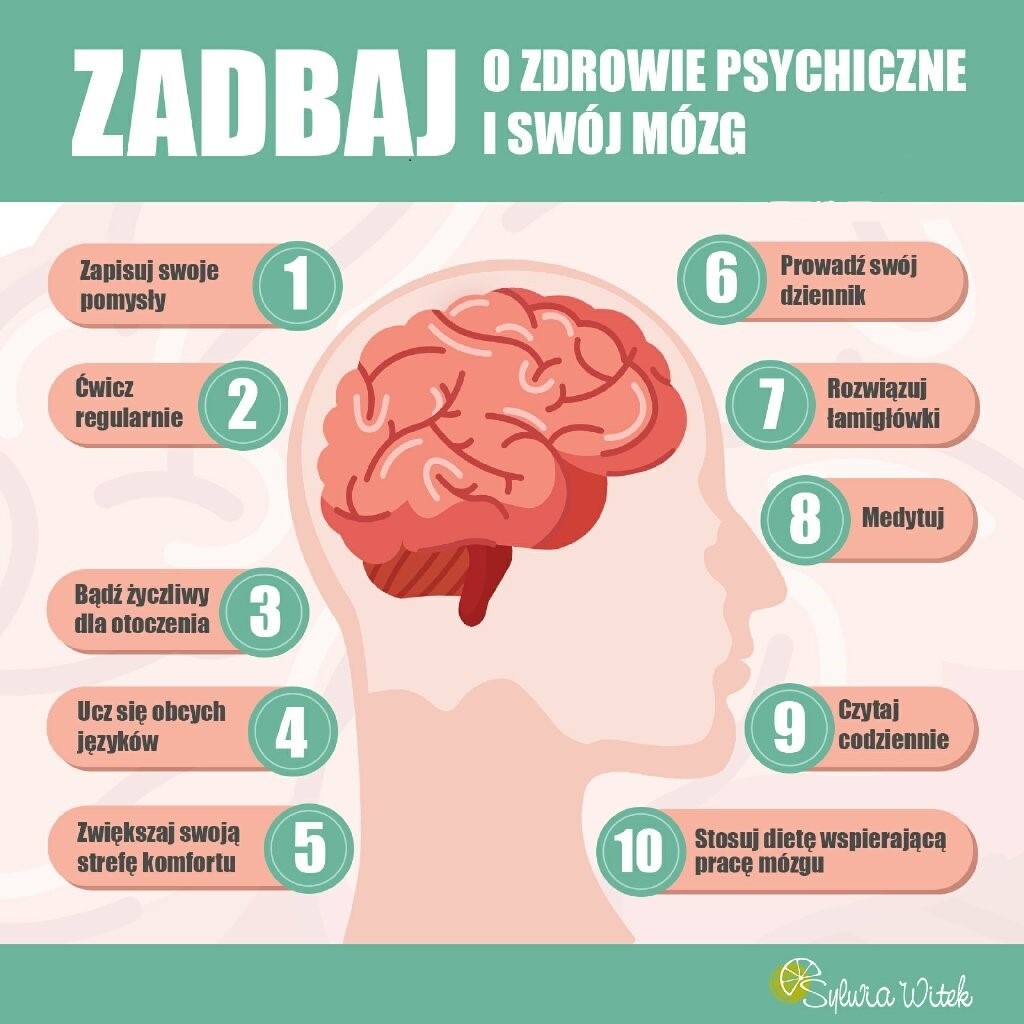 ZADBAJ
O ZDROWIE PSYCHICZNE
I SWÓJ MÓZG
Zapisuj swoje
pomysły
1
Ćwicz
regularnie
2
Bądź życzliwy
dla otoczenia
3
Ucz się obcych
języków
4
Zwiększaj swoją
strefę komfortu
5
6
Prowadź swój
dziennik
7
Rozwiązuj
łamigłówki
8
Medytuj
9
Czytaj
codziennie
10
Stosuj dietę wspierającą
pracę mózgu
Sylwia Witek